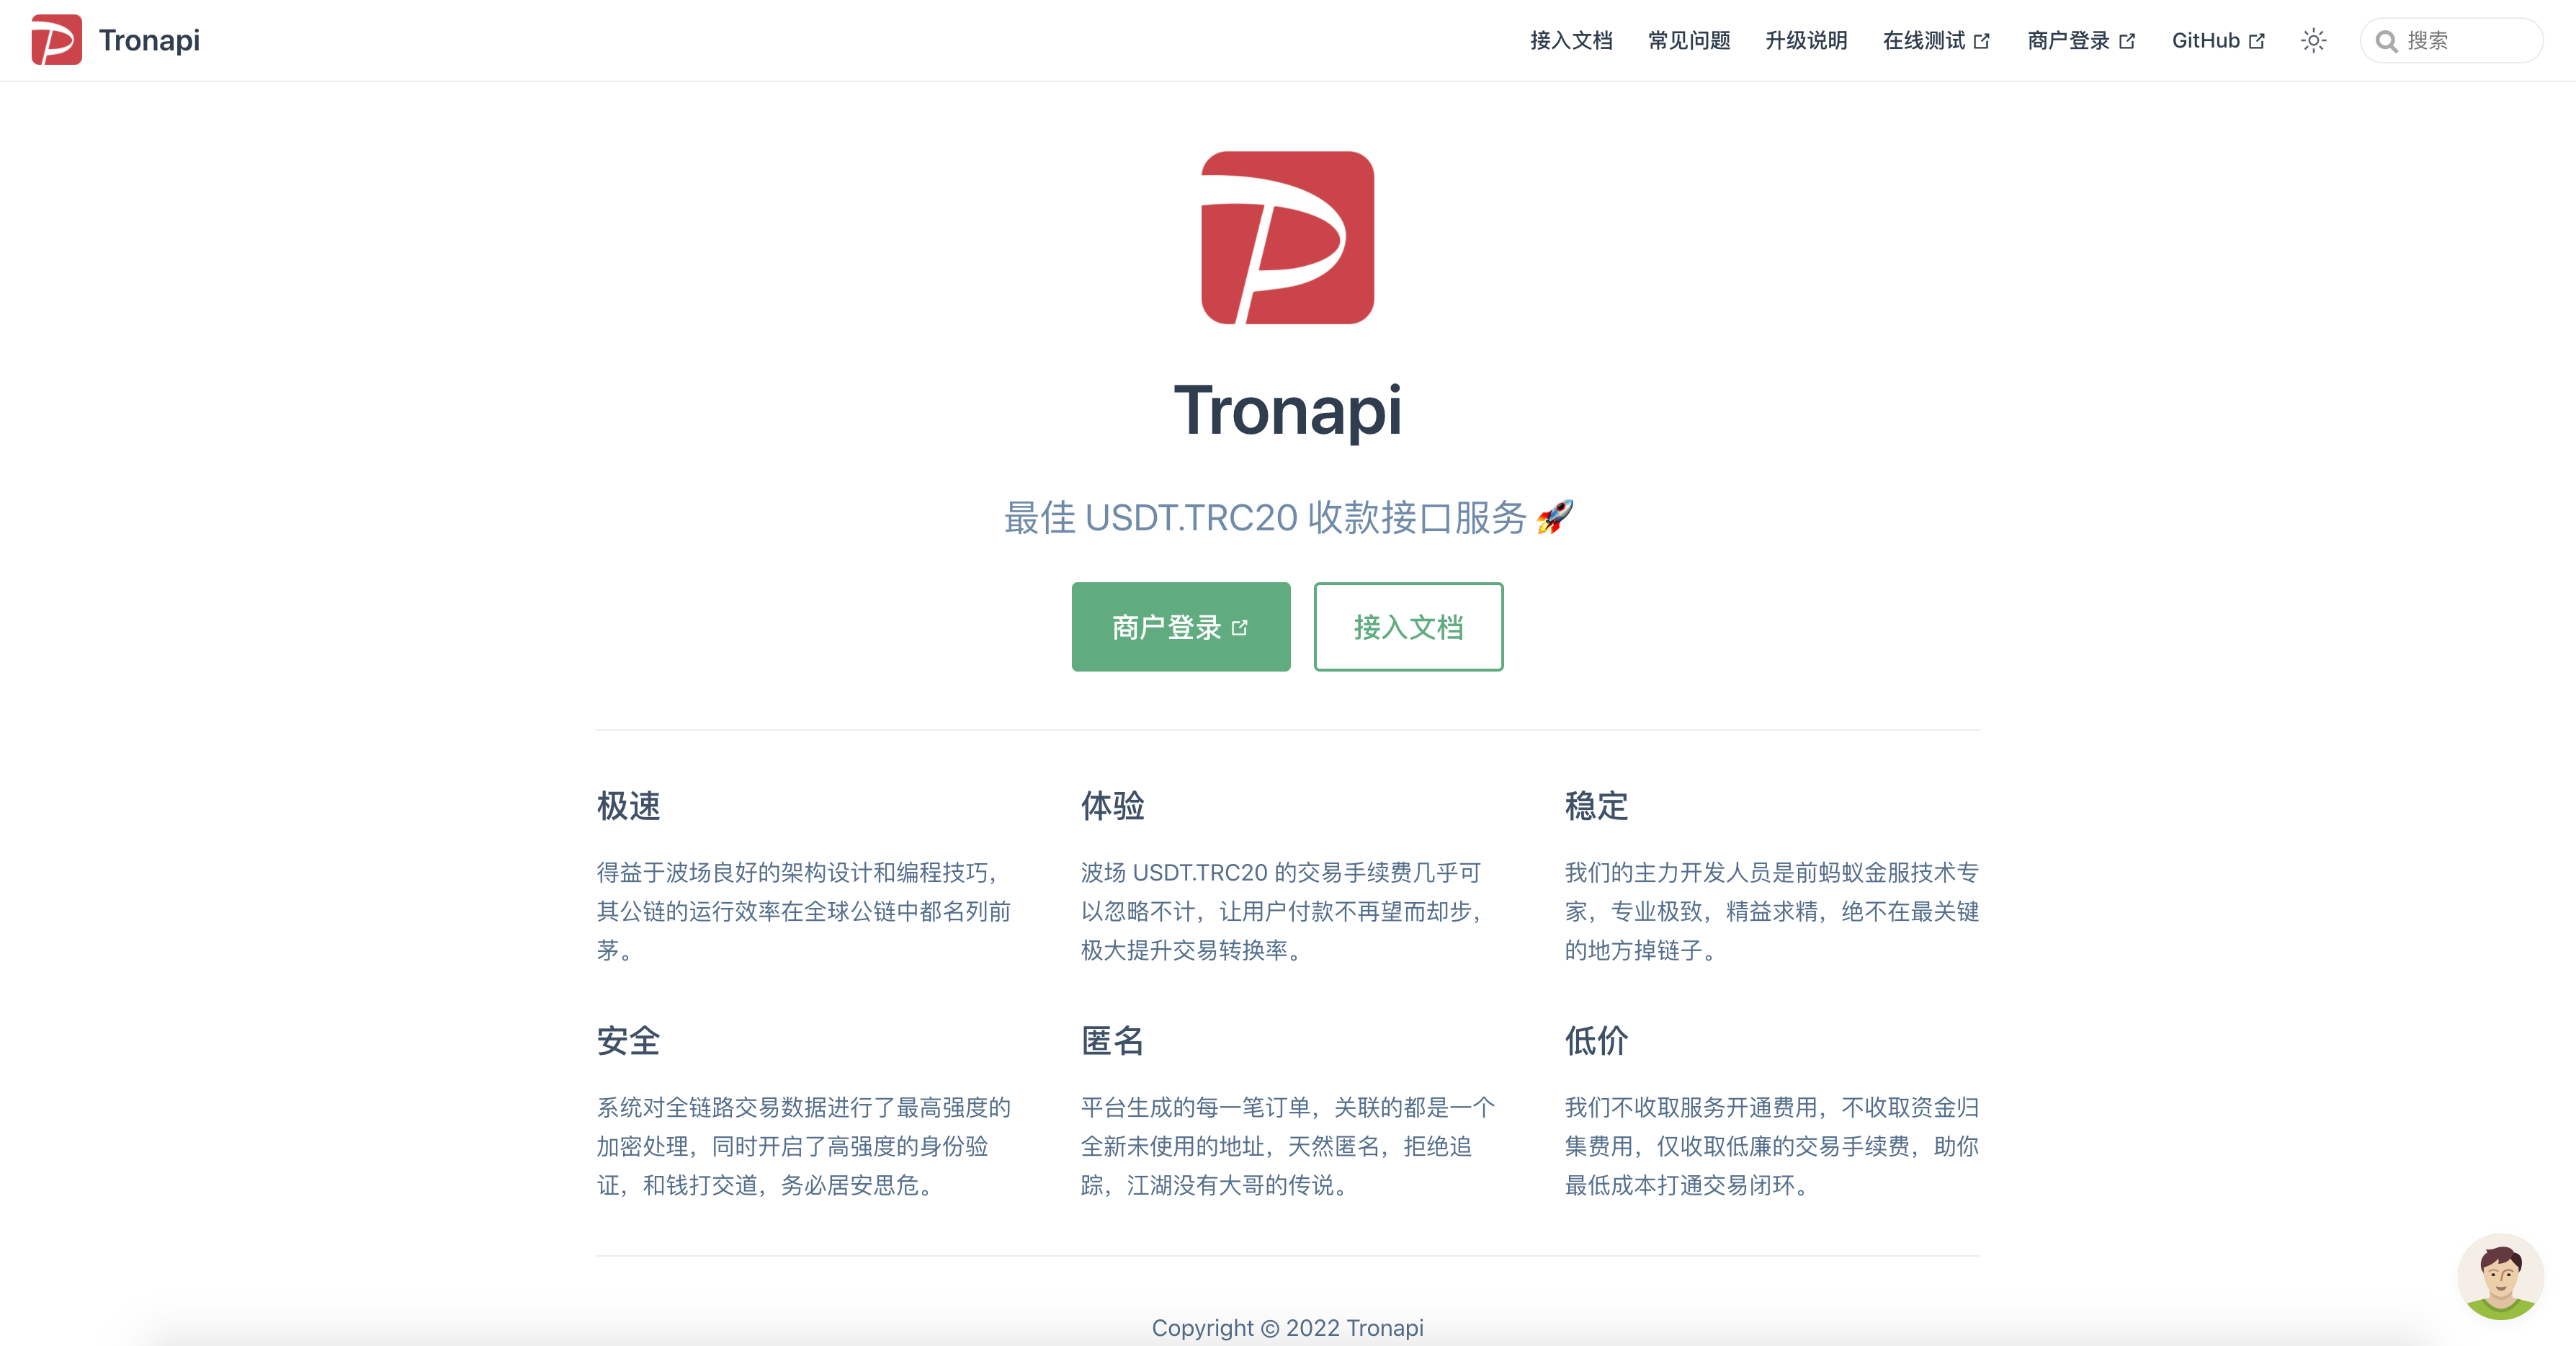 Tronapi
接入文档 常见问题 升级说明 在线测试 商户登录 GitHub 搜索
Tronapi
最佳 USDT.TRC20 收款接口服务 🚀
商户登录 接入文档
极速
得益于波场良好的架构设计和编程技巧，
其公链的运行效率在全球公链中都名列前
茅。
体验
波场 USDT.TRC20 的交易手续费几乎可
以忽略不计，让用户付款不再望而却步，
极大提升交易转换率。
稳定
我们的主力开发人员是前蚂蚁金服技术专
家，专业极致，精益求精，绝不在最关键
的地方掉链子。
安全
系统对全链路交易数据进行了最高强度的
加密处理，同时开启了高强度的身份验
证，和钱打交道，务必居安思危。
匿名
平台生成的每一笔订单，关联的都是一个
全新未使用的地址，天然匿名，拒绝追
踪，江湖没有大哥的传说。
低价
我们不收取服务开通费用，不收取资金归
集费用，仅收取低廉的交易手续费，助你
最低成本打通交易闭环。
Copyright © 2022 Tronapi